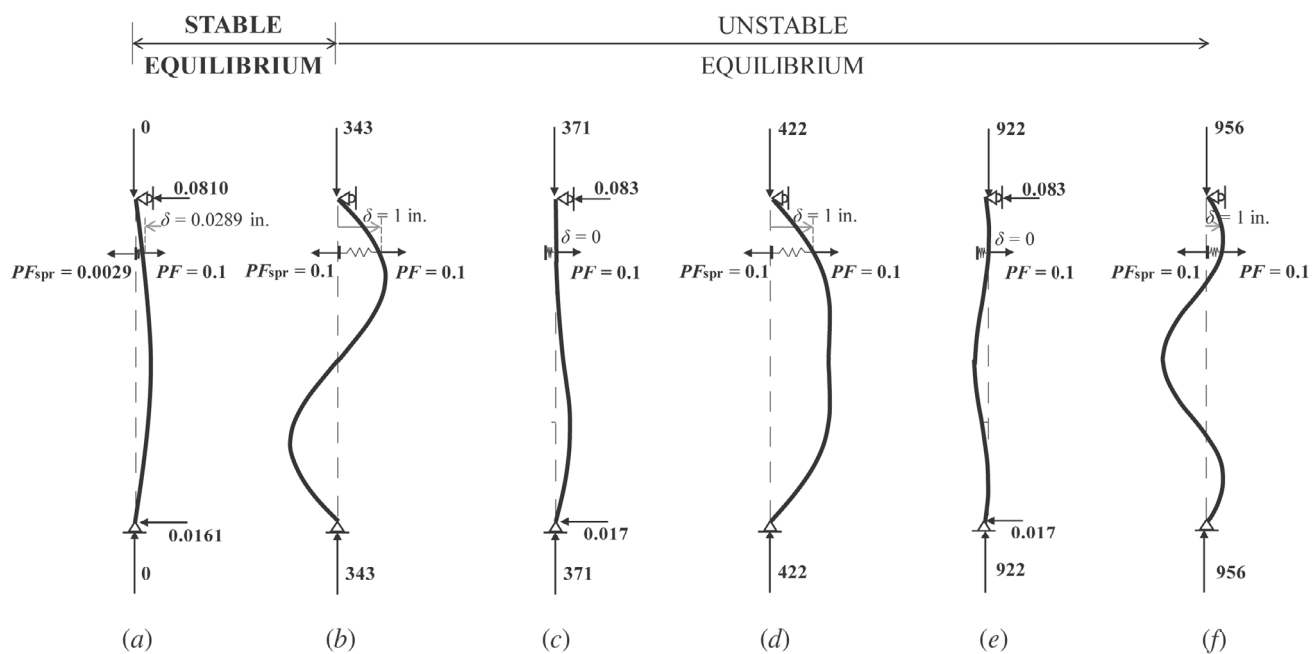 STABLE UNSTABLE
EQUILIBRIUM EQUILIBRIUM
0 343 371 422 922 956
0.0810 0.083 0.083
δ = 0.0289 in. δ = 1 in. δ = 0 δ = 1 in. δ = 0 δ = 1 in.
PFspr = 0.0029 PF = 0.1 PFspr = 0.1 PF = 0.1 PF = 0.1 PFspr = 0.1 PF = 0.1 PF = 0.1 PFspr = 0.1 PF = 0.1
0.0161 0.017 0.017
0 343 371 422 922 956
(a) (b) (c) (d) (e) (f)